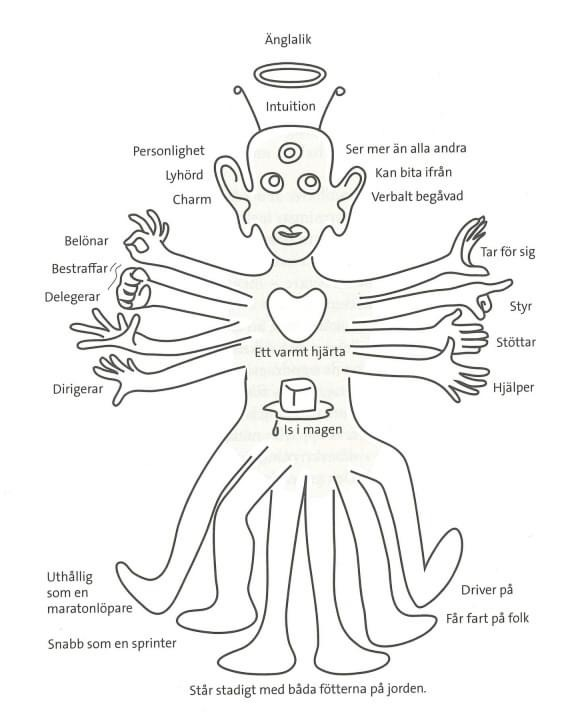 Änglalik
Intuition
Personlighet
Ser mer än alla andra
Lyhörd
Kan bita ifrån
Charm
Verbalt begåvad
Belönar
Tar för sig
Bestraffar
Delegerar
Styr
Stöttar
Ett varmt hjärta
Dirigerar
Hjälper
Is i magen
Uthållig
som en
maratonlöpare
Driver på
Får fart på folk
Snabb som en sprinter
Står stadigt med båda fötterna på jorden.